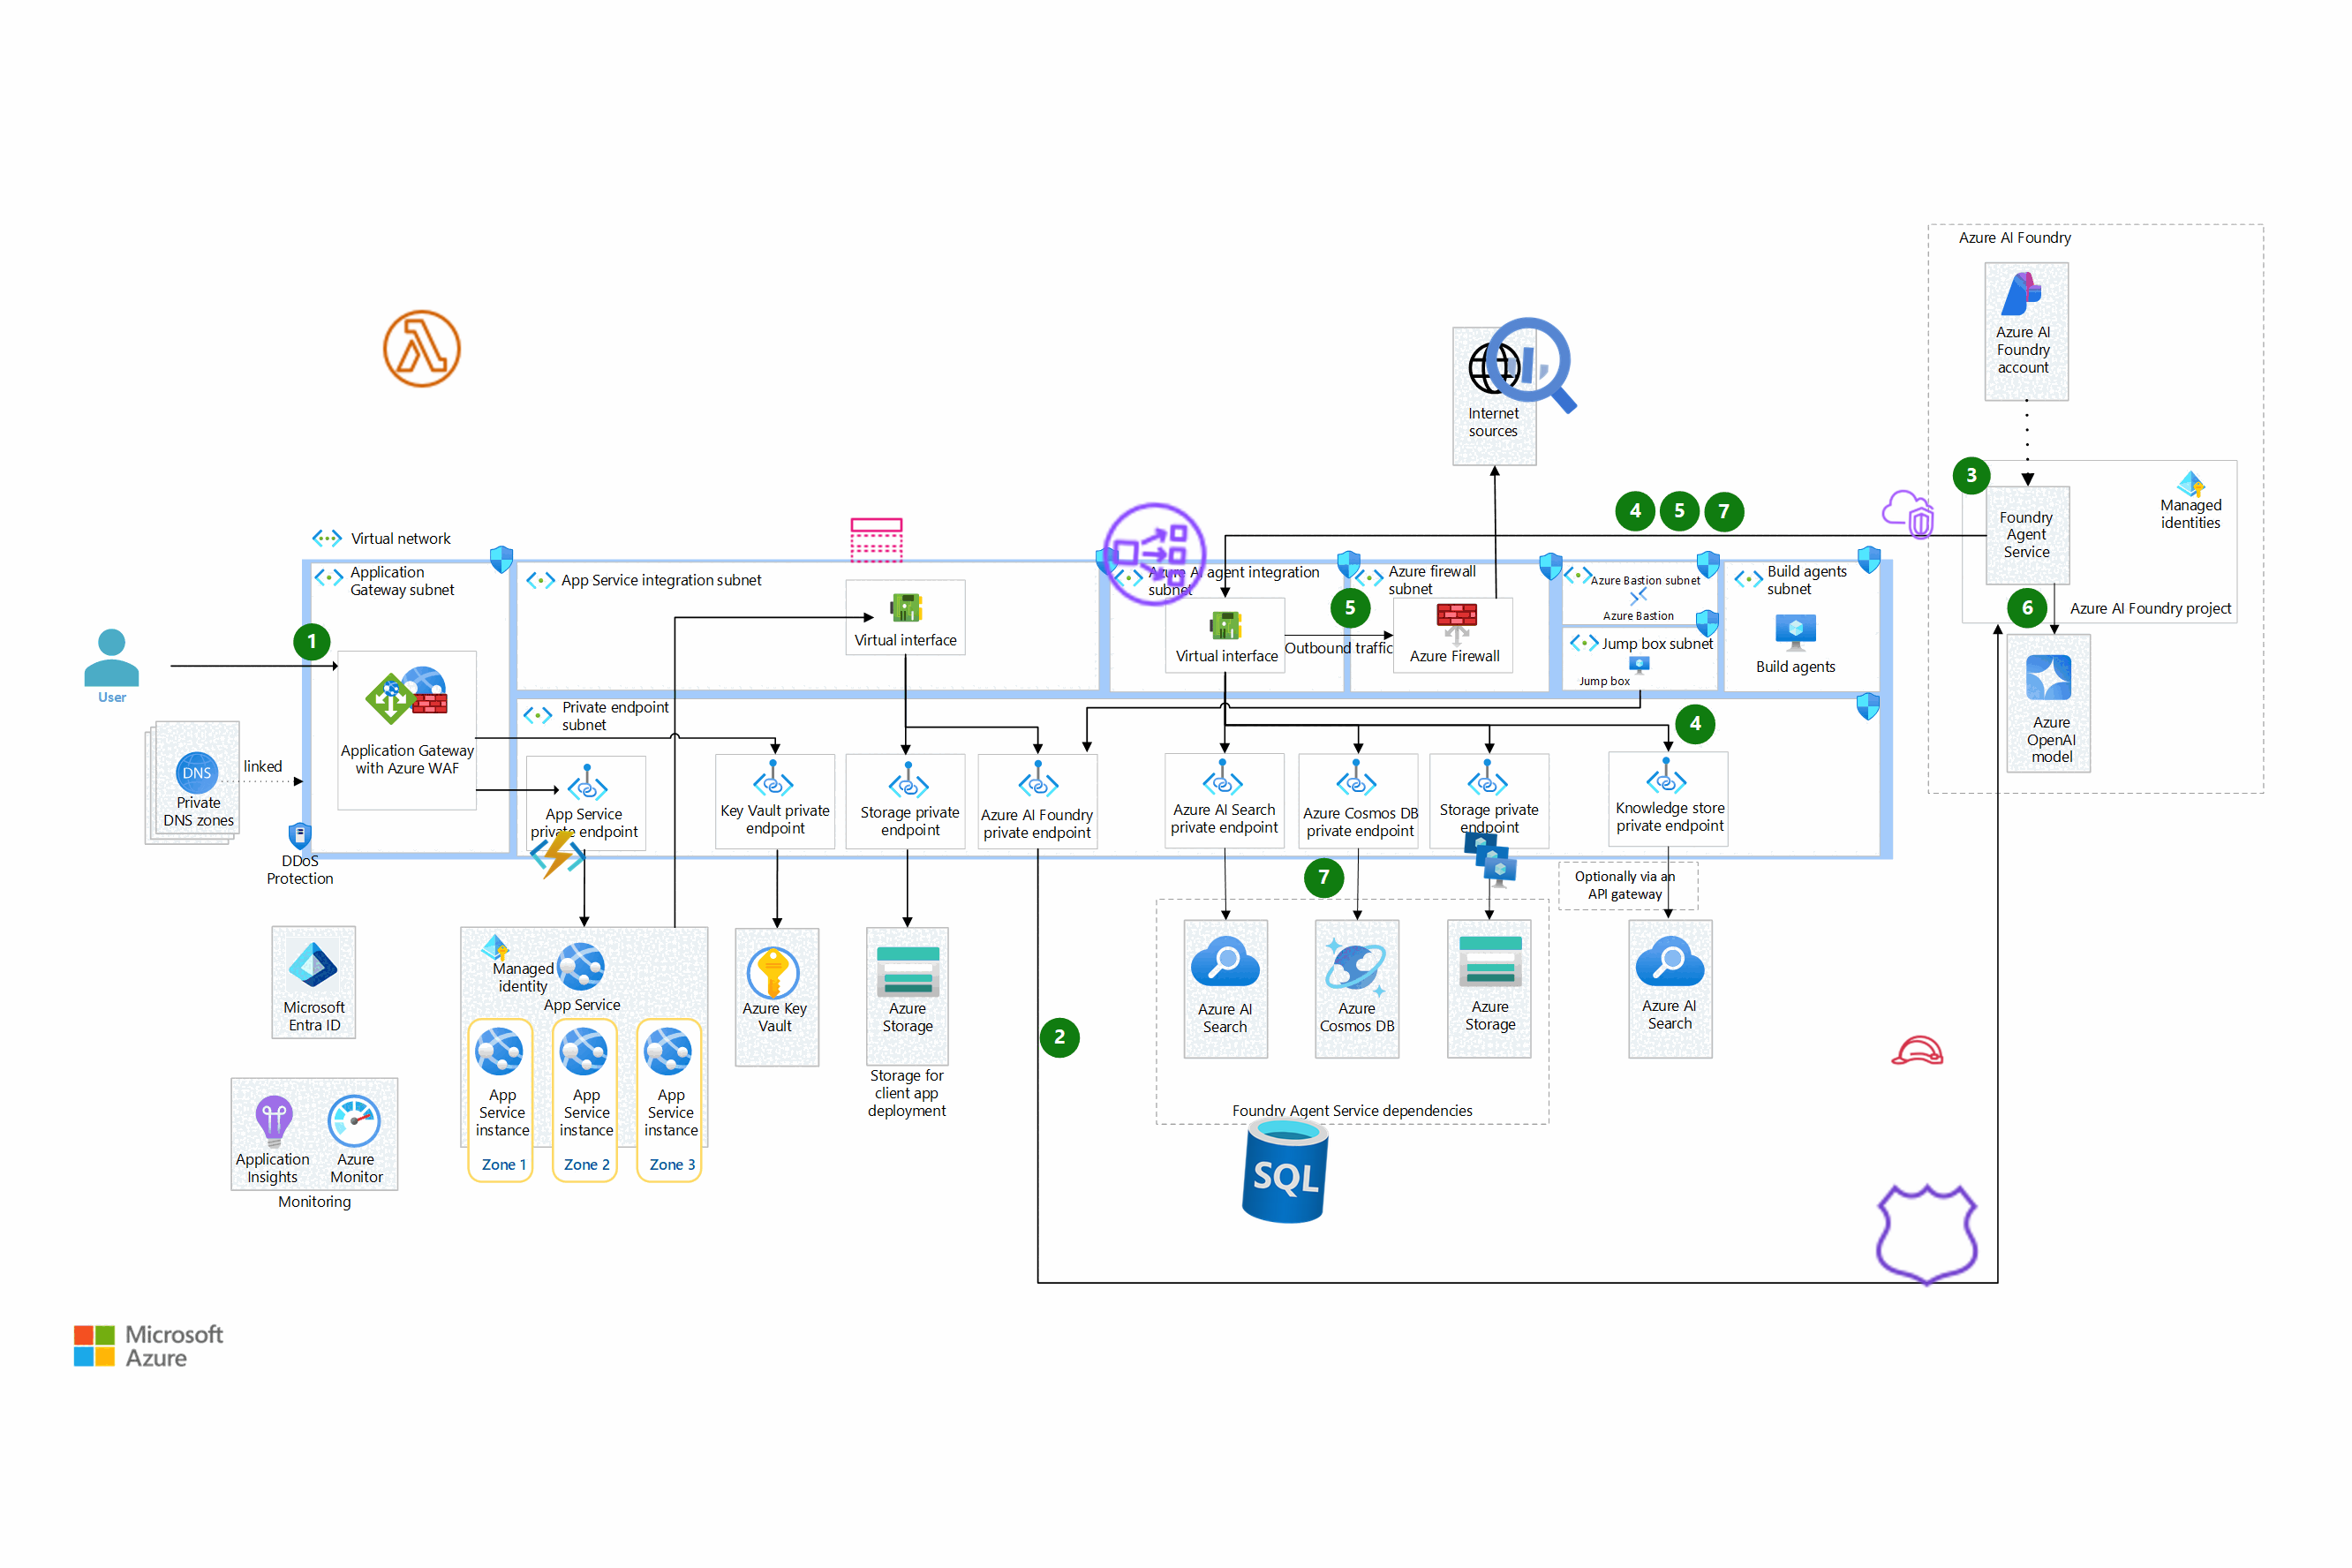 Azure AI Foundry
Azure AI
Foundry
account
Internet
sources
3
Managed
identities
4
5
7
Foundry
Agent
Service
Virtual network
Application
Gateway subnet
App Service integration subnet
Azure AI agent integration
subnet
Azure firewall
subnet
Azure Bastion subnet
Azure Bastion
Build agents
subnet
5
6
Azure AI Foundry project
1
Virtual interface
Virtual interface
Outbound traffic
Azure Firewall
Jump box subnet
Jump box
Build agents
User
Private endpoint
subnet
4
Azure
OpenAI
model
Application Gateway
with Azure WAF
linked
DNS
Private
DNS zones
App Service
private endpoint
Key Vault private
endpoint
Storage private
endpoint
Azure AI Foundry
private endpoint
Azure AI Search
private endpoint
Azure Cosmos DB
private endpoint
Storage private
endpoint
Knowledge store
private endpoint
DDoS
Protection
7
Optionally via an
API gateway
Microsoft
Entra ID
Managed
identity
App Service
Azure Key
Vault
Azure
Storage
Storage for
client app
deployment
2
Azure AI
Search
Azure
Cosmos DB
Azure
Storage
Azure AI
Search
App
Service
instance
Zone 1
App
Service
instance
Zone 2
App
Service
instance
Zone 3
Foundry Agent Service dependencies
Application
Insights
Azure
Monitor
Monitoring
SQL
Microsoft
Azure